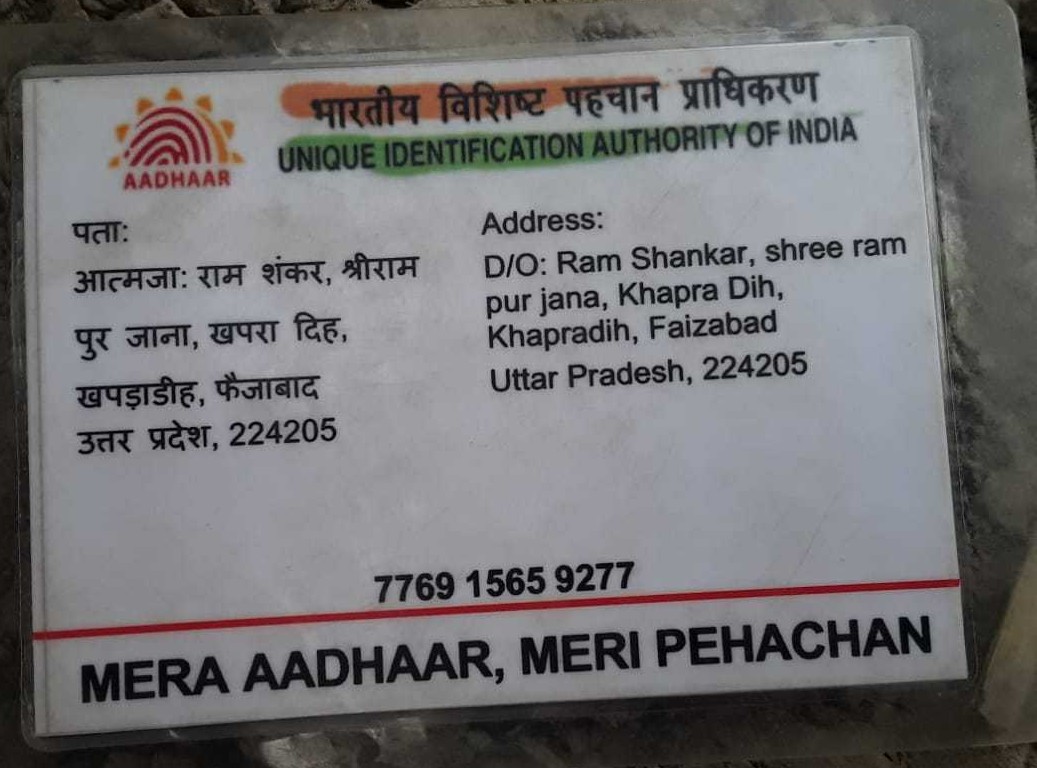 भारतीय विशिष्ट पहचान प्राधिकरण
UNIQUE IDENTIFICATION AUTHORITY OF INDIA
AADHAAR
पता:
आत्मजा: राम शंकर, श्रीराम
पुर जाना, खपरा दिह,
खपड़ाडीह, फैजाबाद
उत्तर प्रदेश, 224205
Address:
D/O: Ram Shankar, shree ram
pur jana, Khapra Dih,
Khapradih, Faizabad
Uttar Pradesh, 224205
7769 1565 9277
MERA AADHAAR, MERI PEHACHAN